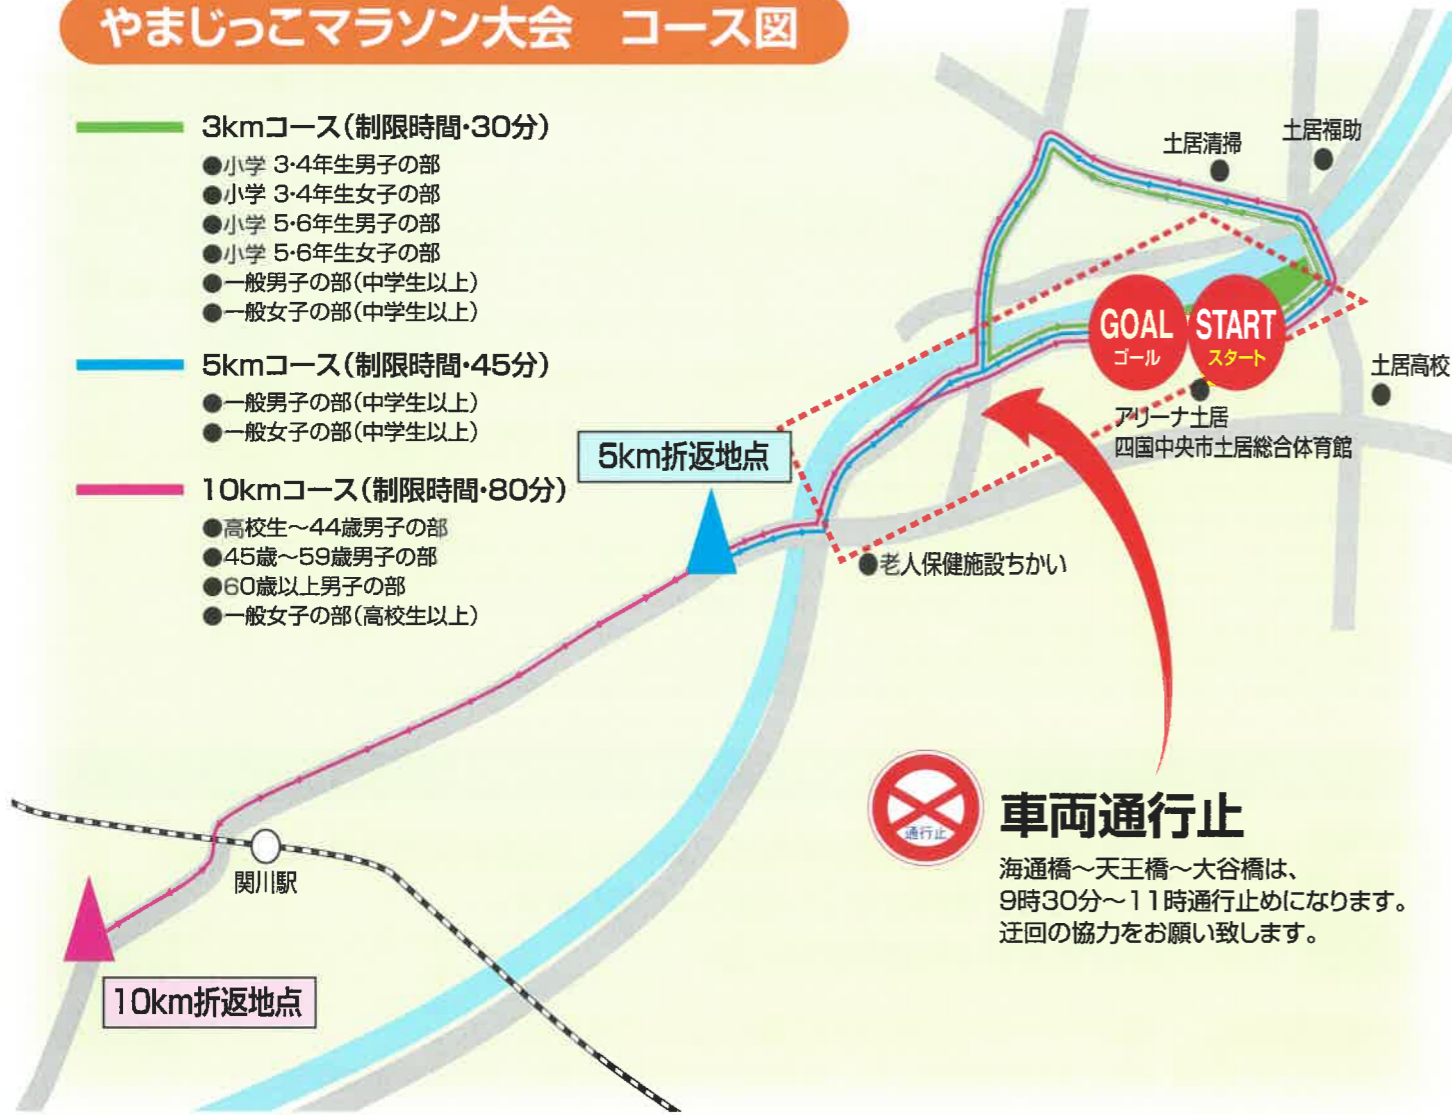 やまじっこマラソン大会　コース図
3kmコース(制限時間・30分)
●小学 3・4年生男子の部
●小学 3・4年生女子の部
●小学 5・6年生男子の部
●小学 5・6年生女子の部
●一般男子の部(中学生以上)
●一般女子の部(中学生以上)
5kmコース(制限時間・45分)
●一般男子の部(中学生以上)
●一般女子の部(中学生以上)
10kmコース(制限時間・80分)
●高校生〜44歳男子の部
●45歳〜59歳男子の部
●60歳以上男子の部
●一般女子の部(高校生以上)
土居清掃
土居福助
GOAL
ゴール
START
スタート
土居高校
アリーナ土居
四国中央市土居総合体育館
5km折返地点
●老人保健施設ちかい
関川駅
10km折返地点
通行止
車両通行止
海通橋〜天王橋〜大谷橋は、
9時30分〜11時通行止めになります。
迂回の協力をお願い致します。